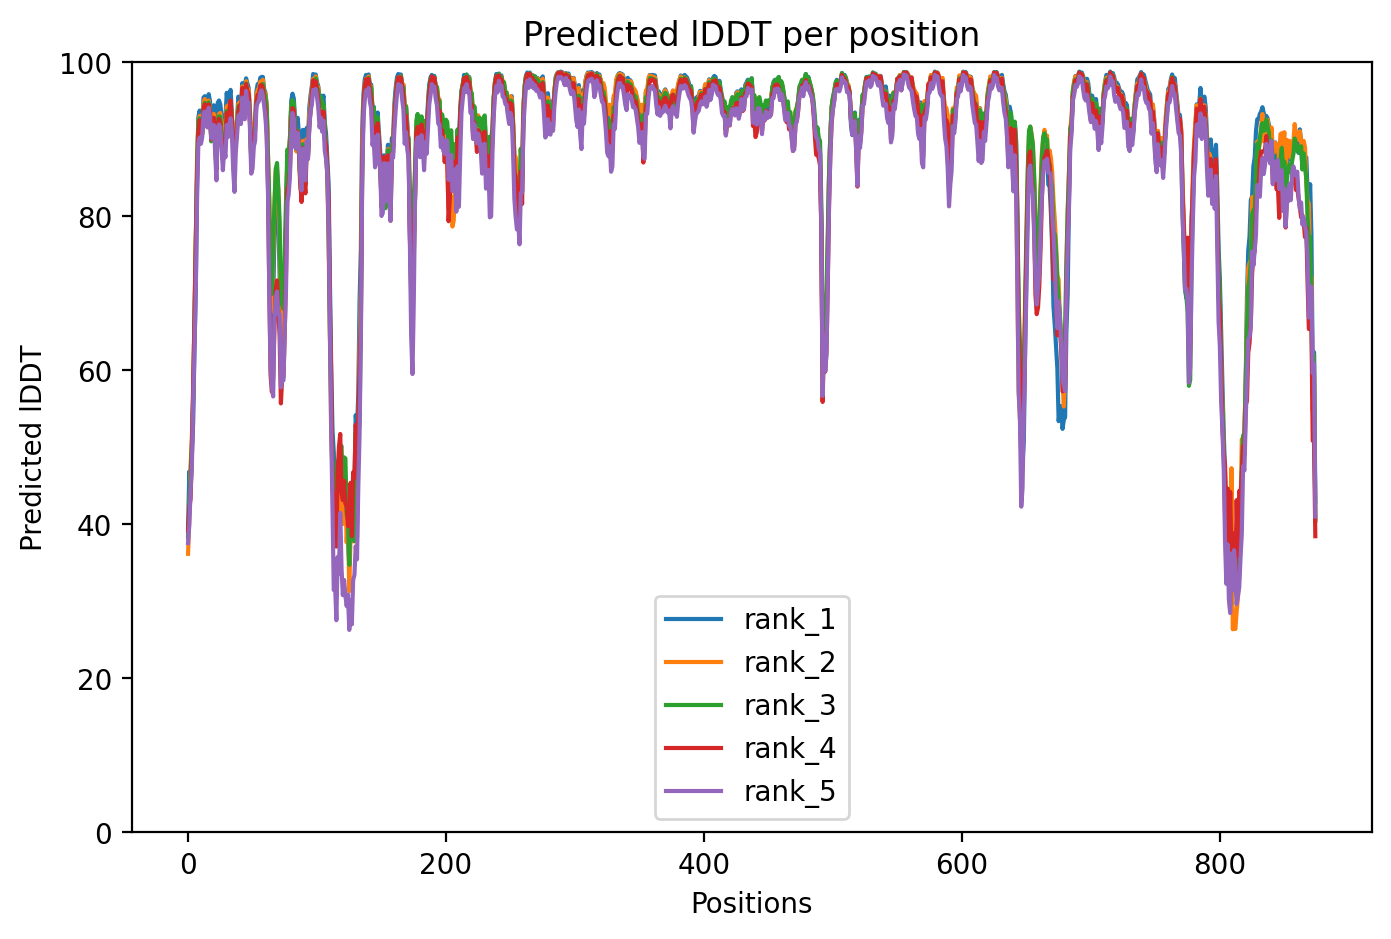 Predicted lDDT per position
Predicted lDDT
100
80
60
40
20
0
rank_1
rank_2
rank_3
rank_4
rank_5
0 200 400 600 800
Positions